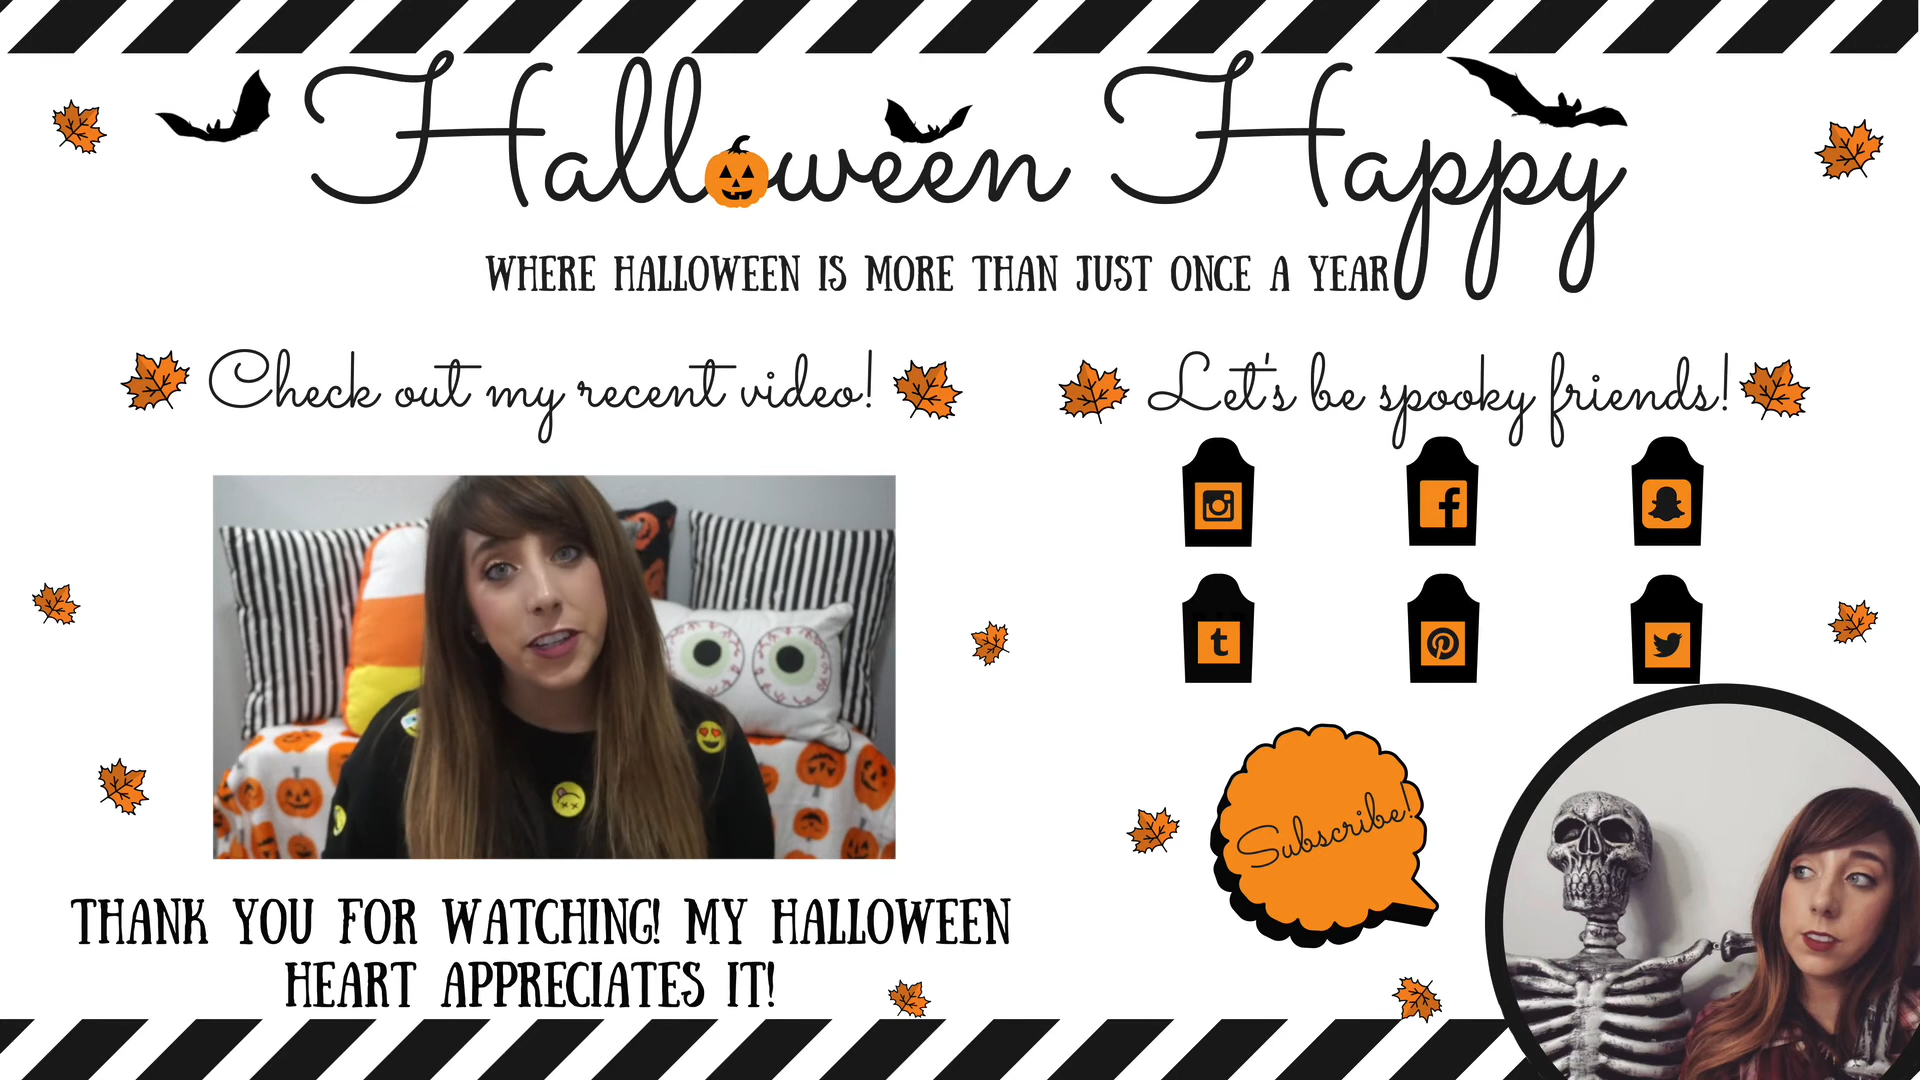 Halloween Happy
WHERE HALLOWEEN IS MORE THAN JUST ONCE A YEAR
Check out my recent video!
Let's be spooky friends!
Subscribe!
THANK YOU FOR WATCHING! MY HALLOWEEN
HEART APPRECIATES IT!